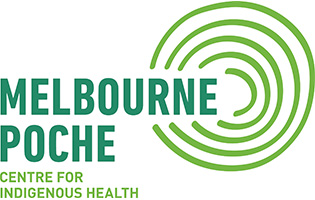 MELBOURNE
POCHE
CENTRE FOR
INDIGENOUS HEALTH